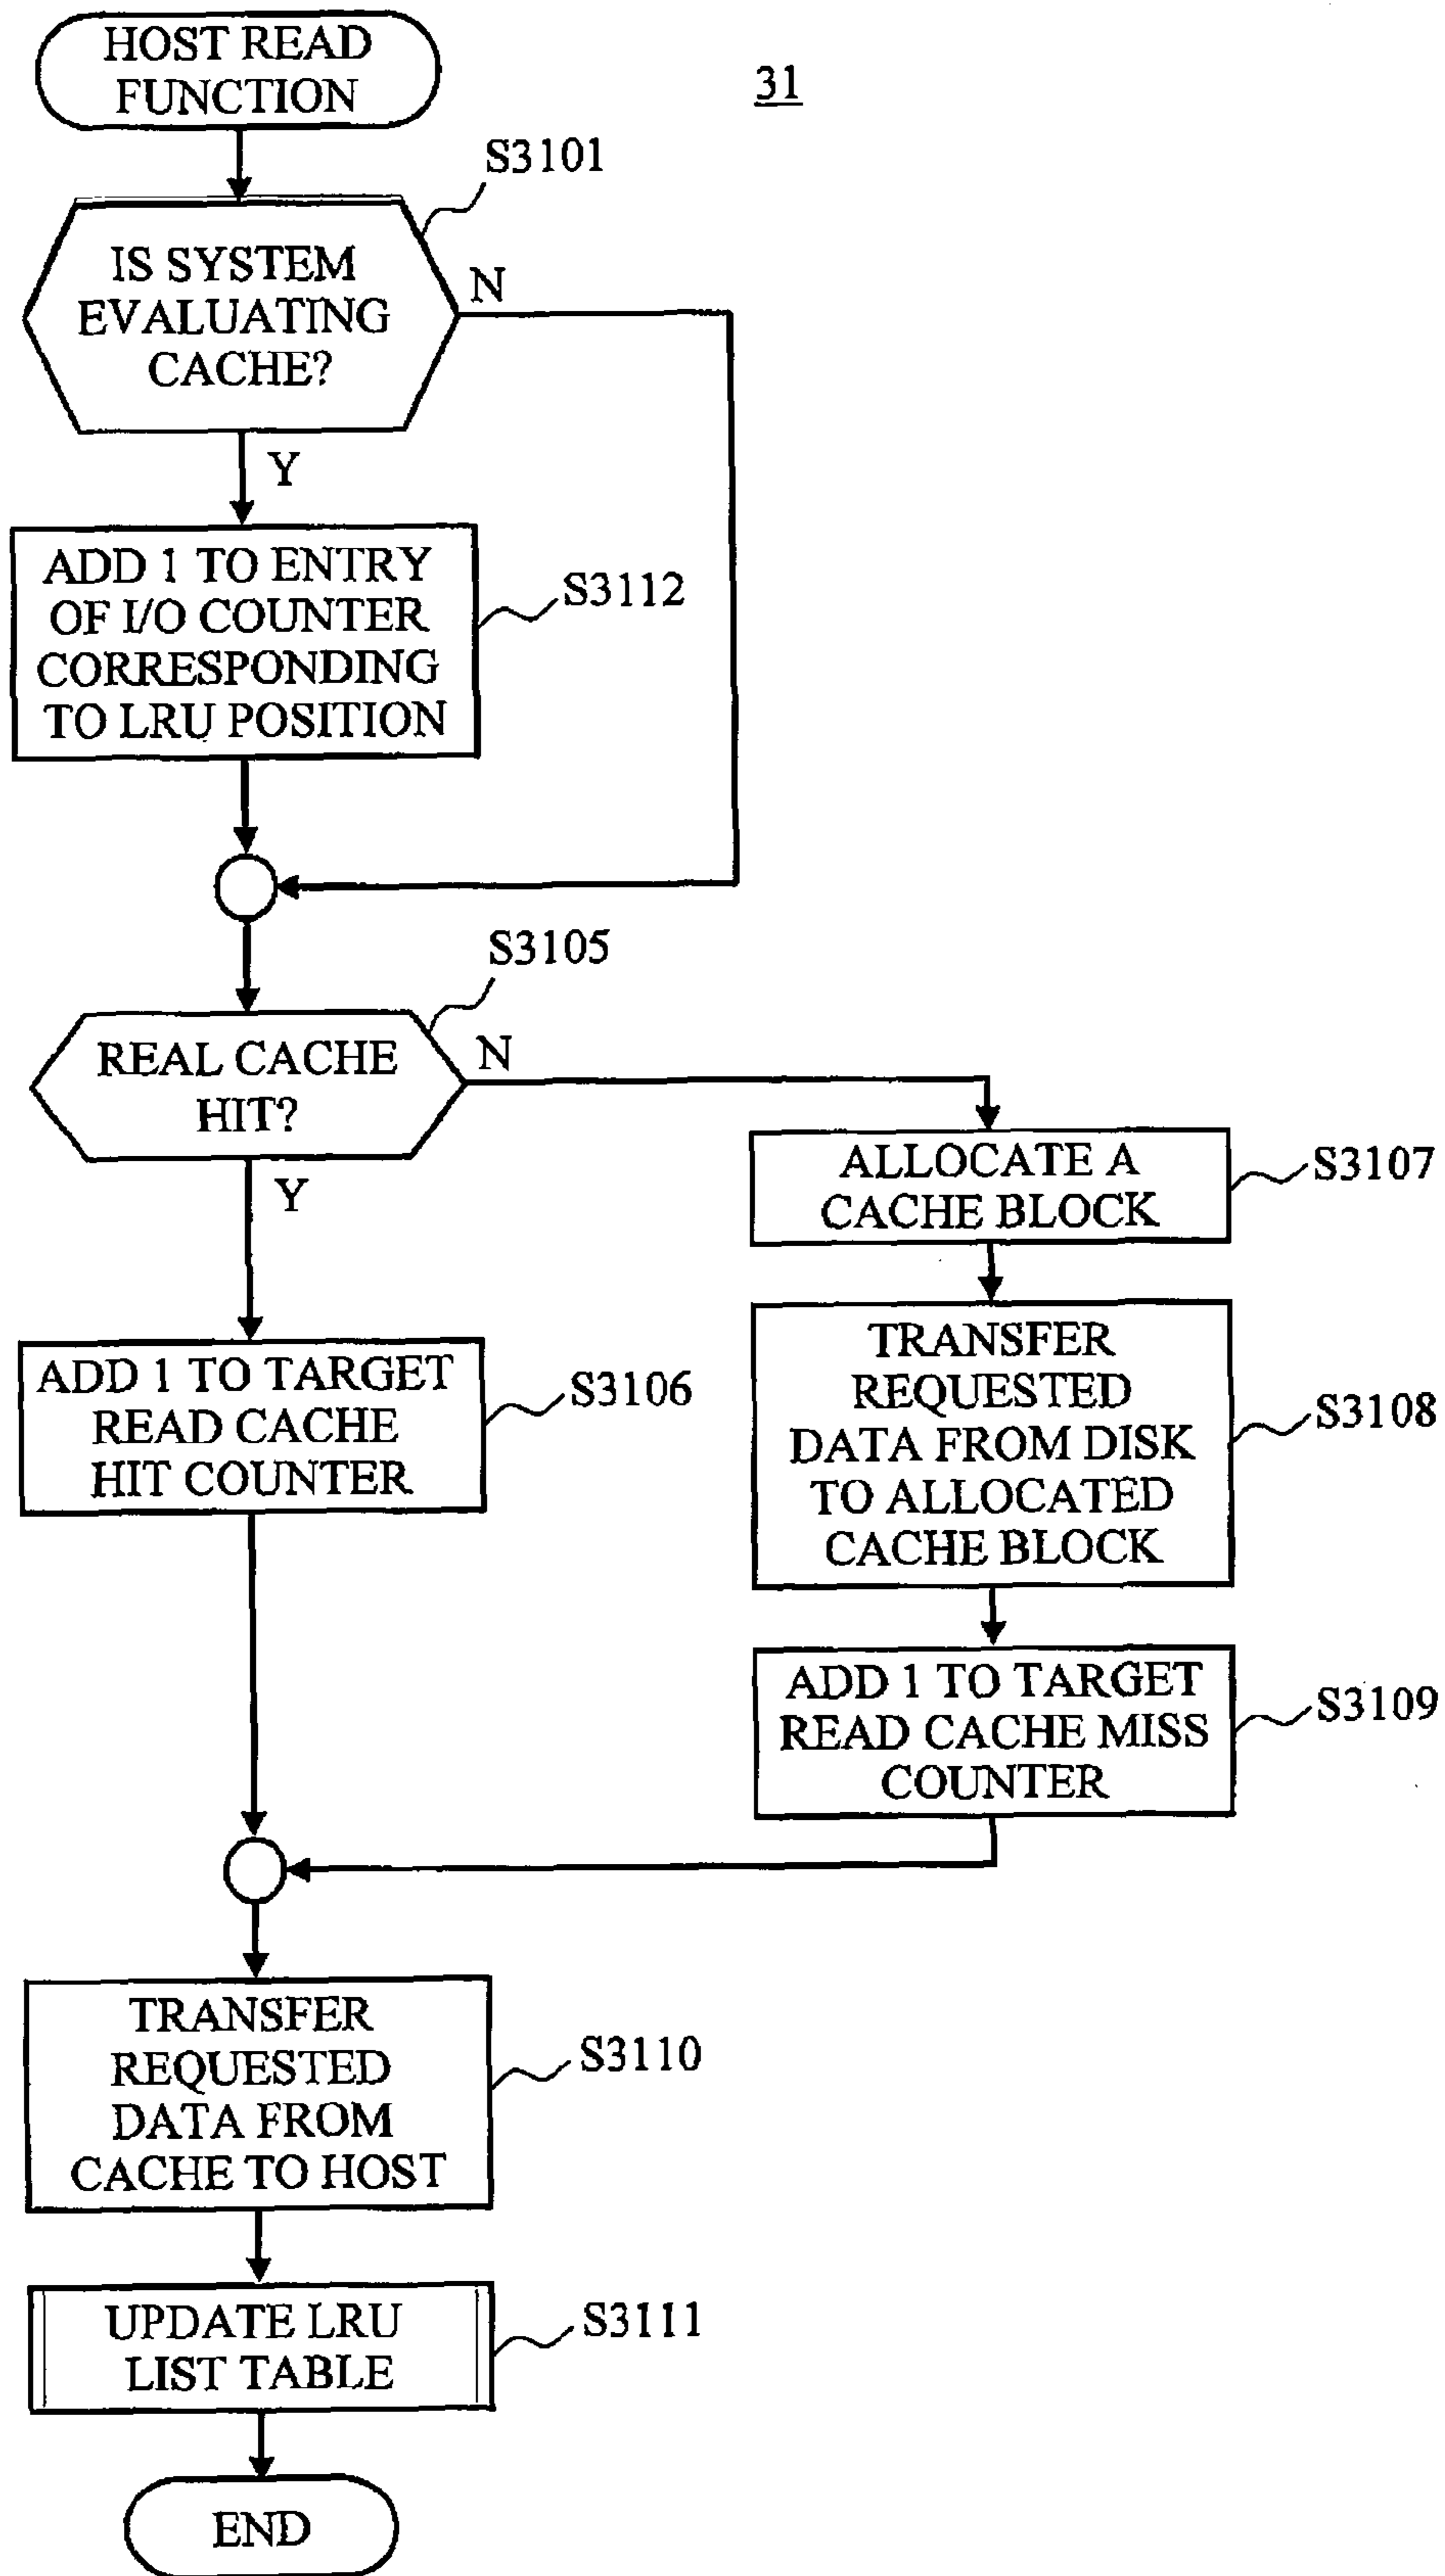 HOST READ
FUNCTION
31
S3101
IS SYSTEM
EVALUATING
CACHE?
N
Y
ADD 1 TO ENTRY
OF I/O COUNTER
CORRESPONDING
TO LRU POSITION
S3112
S3105
REAL CACHE
HIT?
N
Y
ALLOCATE A
CACHE BLOCK
S3107
TRANSFER
REQUESTED
DATA FROM DISK
TO ALLOCATED
CACHE BLOCK
S3108
ADD 1 TO TARGET
READ CACHE
HIT COUNTER
S3106
ADD 1 TO TARGET
READ CACHE MISS
COUNTER
S3109
TRANSFER
REQUESTED
DATA FROM
CACHE TO HOST
S3110
UPDATE LRU
LIST TABLE
S3111
END